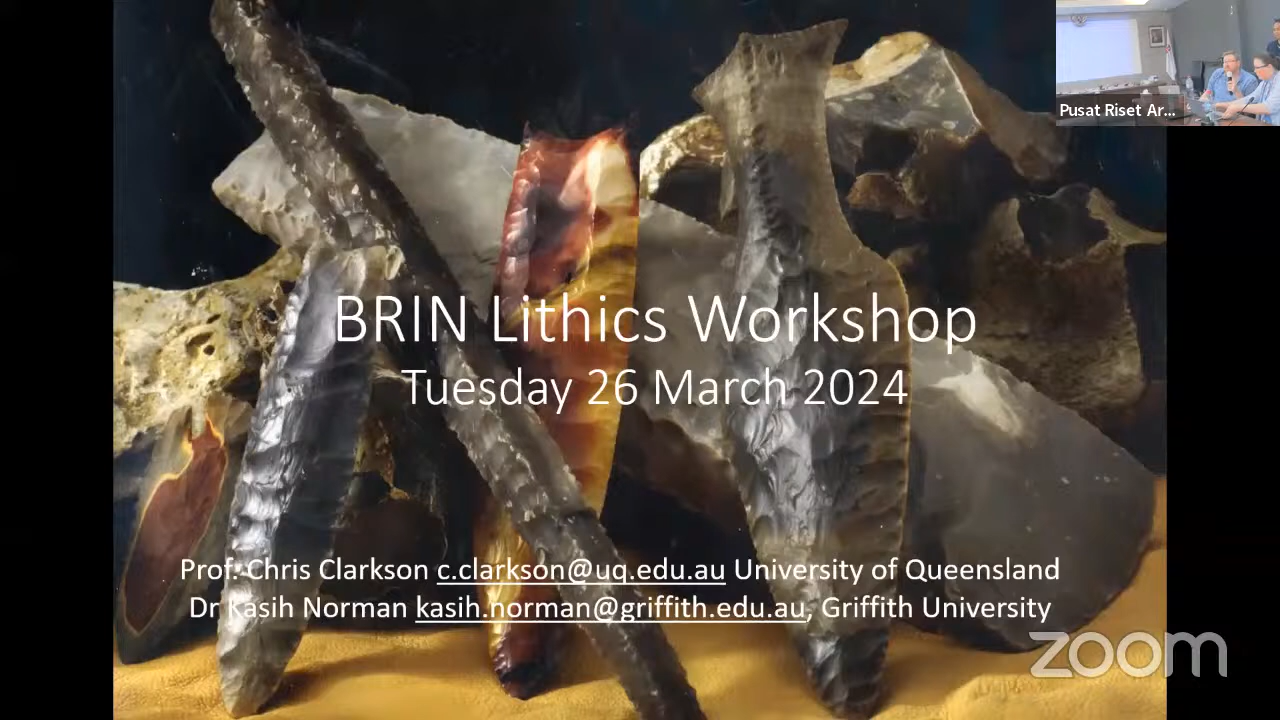 Pusat Riset Ar...
BRIN Lithics Workshop
Tuesday 26 March 2024
Prof. Chris Clarkson c.clarkson@uq.edu.au University of Queensland
Dr Kasih Norman kasih.norman@griffith.edu.au, Griffith University
zoom